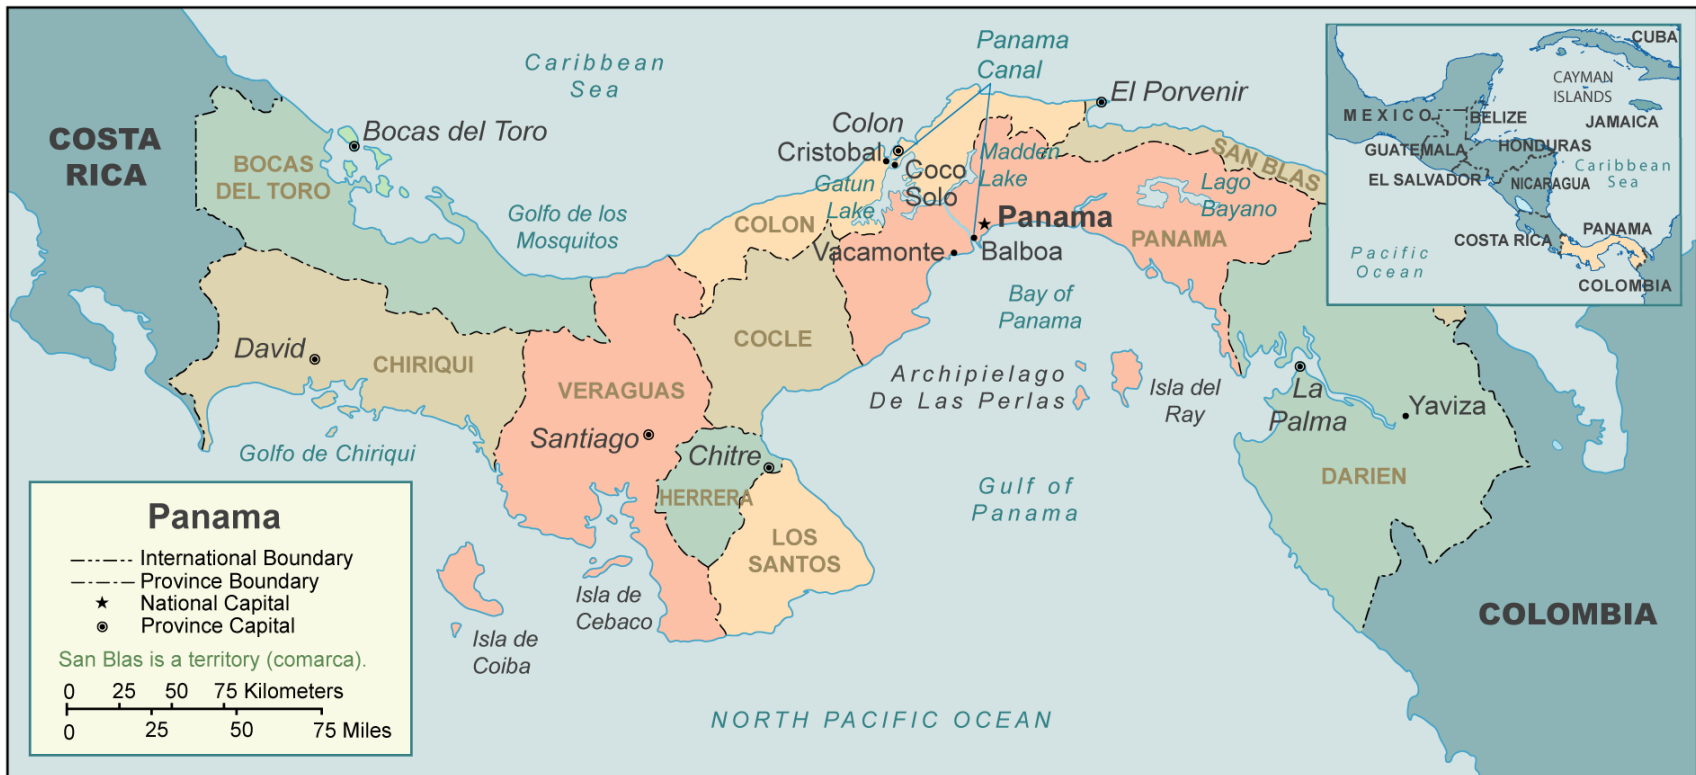 Caribbean
Sea
Panama
Canal
El Porvenir
COSTA
RICA
Bocas del Toro
BOCAS
DEL TORO
Colon
Cristobal
Coco
Solo
Gatun
Lake
Madden
Lake
SAN BLAS
Lago
Bayano
Golfo de los
Mosquitos
COLON
Panama
PANAMA
Vacamonte
Balboa
Bay of
Panama
David
CHIRIQUI
COCLE
VERAGUAS
Archipielago
De Las Perlas
Isla del
Ray
La
Palma
Yaviza
Golfo de Chiriqui
Santiago
Chitre
HERRERA
LOS
SANTOS
Gulf of
Panama
DARIEN
Isla de
Cebaco
Isla de
Coiba
COLOMBIA
NORTH PACIFIC OCEAN
Panama
International Boundary
Province Boundary
National Capital
Province Capital
San Blas is a territory (comarca).
0 25 50 75 Kilometers
0 25 50 75 Miles
CUBA
CAYMAN
ISLANDS
MEXICO
BELIZE
JAMAICA
GUATEMALA
HONDURAS
Caribbean
Sea
EL SALVADOR
NICARAGUA
COSTA RICA
PANAMA
Pacific
Ocean
COLOMBIA